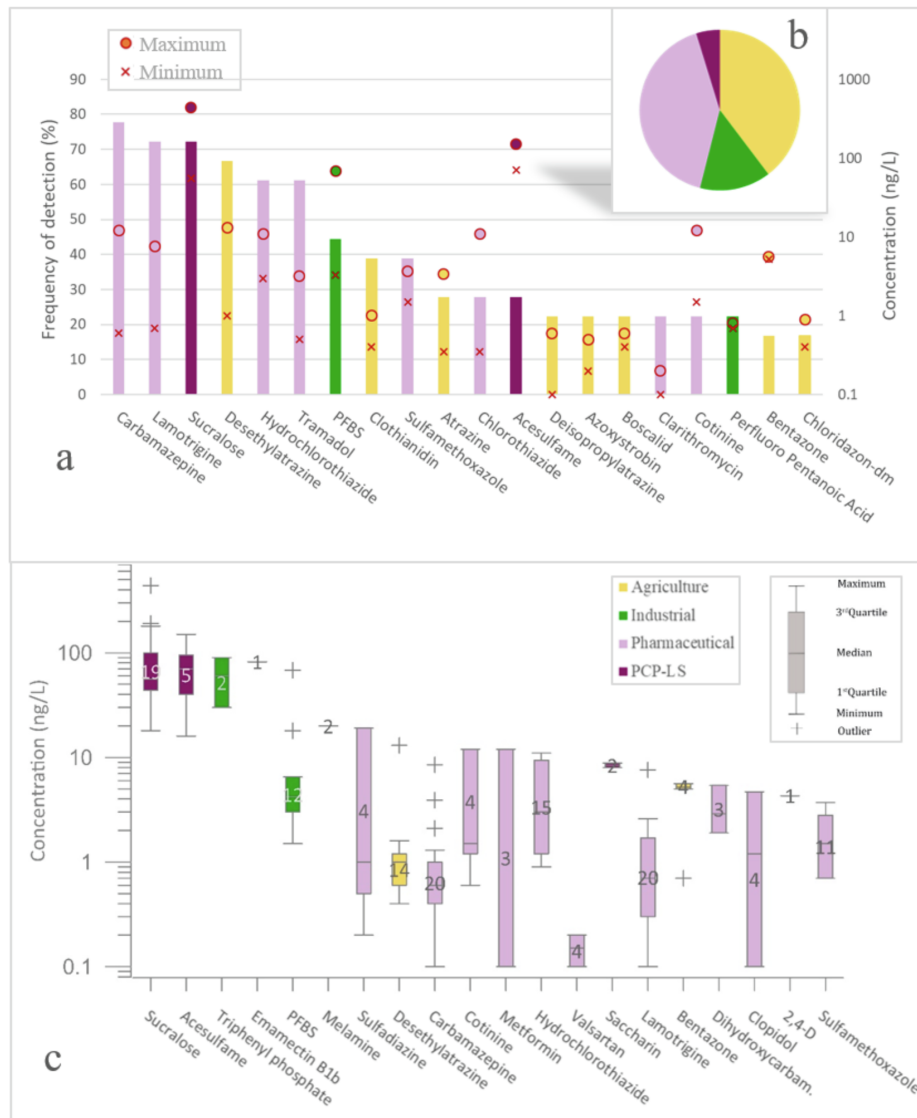 Maximum
Minimum
b
Frequency of detection (%)
90
80
70
60
50
40
30
20
10
0
1000
100
10
1
0.1
Concentration (ng/L)
Carbamazepine
Lamotrigine
Sucralose
Desethylatrazine
Hydrochlorothiazide
Tramadol
PFBS
Clothianidin
Sulfamethoxazole
Atrazine
Chlorothiazide
Acesulfame
Deisopropylatrazine
Azoxystrobin
Boscalid
Clarithromycin
Cotinine
Perfluoro Pentanoic Acid
Bentazone
Chloridazon-dm
a
Agriculture
Industrial
Pharmaceutical
PCP-LS
Maximum
3rdQuartile
Median
1stQuartile
Minimum
Outlier
Concentration (ng/L)
100
10
1
0.1
19
5
2
1
12
2
4
14
20
4
3
15
4
2
20
4
3
4
1
11
Sucralose
Acesulfame
Triphenyl phosphate
Emamectin B1b
PFBS
Melamine
Sulfadiazine
Desethylatrazine
Carbamazepine
Cotinine
Metformin
Hydrochlorothiazide
Valsartan
Saccharin
Lamotrigine
Bentazone
Dihydroxycarbam.
Clopidol
2,4-D
Sulfamethoxazole
c